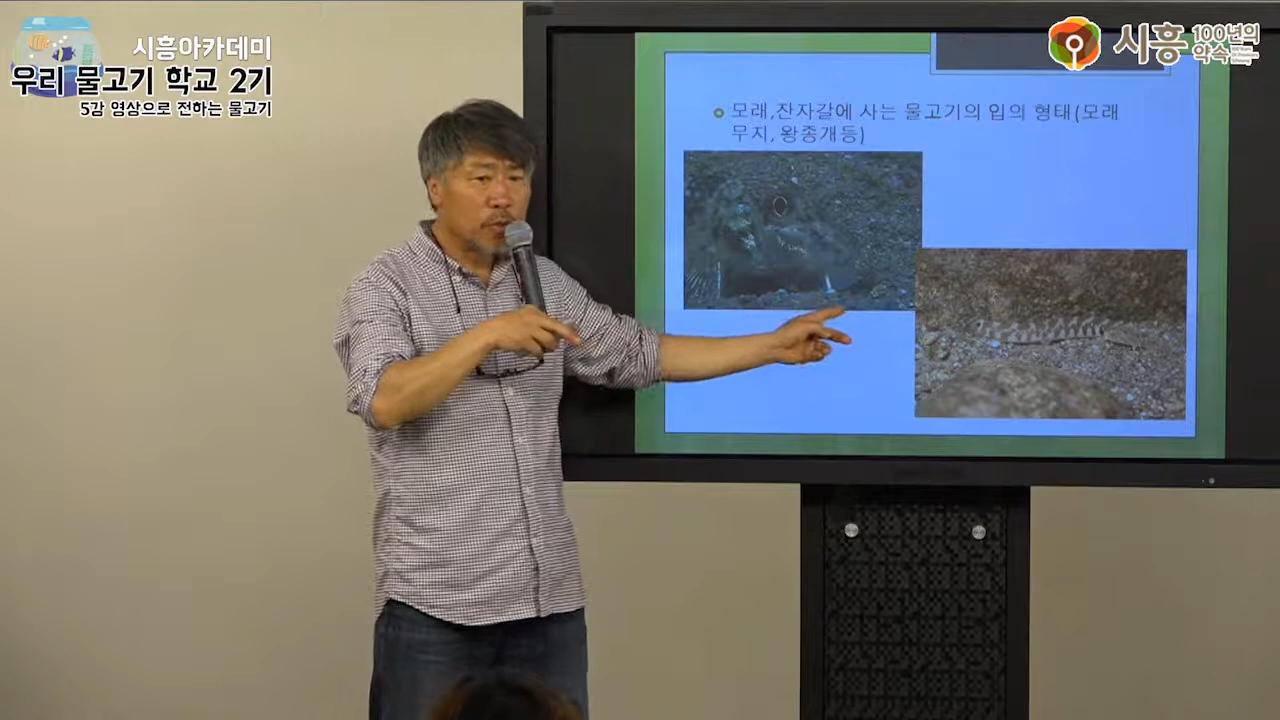 시흥아카데미
우리 물고기 학교 2기
5강 영상으로 전하는 물고기
시흥 100년의
약속
모래,잔자갈에 사는 물고기의 입의 형태(모래
무지, 왕종개등)